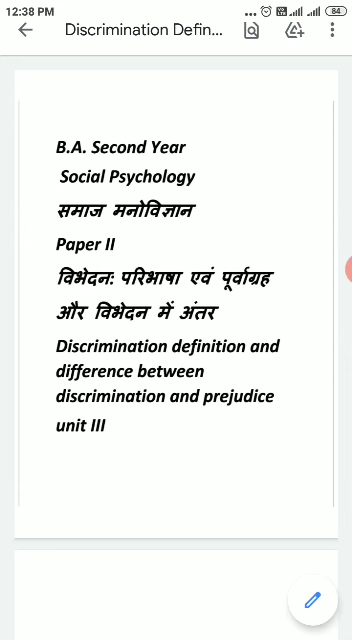 12:38 PM
84
Discrimination Defin...
B.A. Second Year
Social Psychology
समाज मनोविज्ञान
Paper II
विभेदन: परिभाषा एवं पूर्वाग्रह
और विभेदन में अंतर
Discrimination definition and
difference between
discrimination and prejudice
unit III